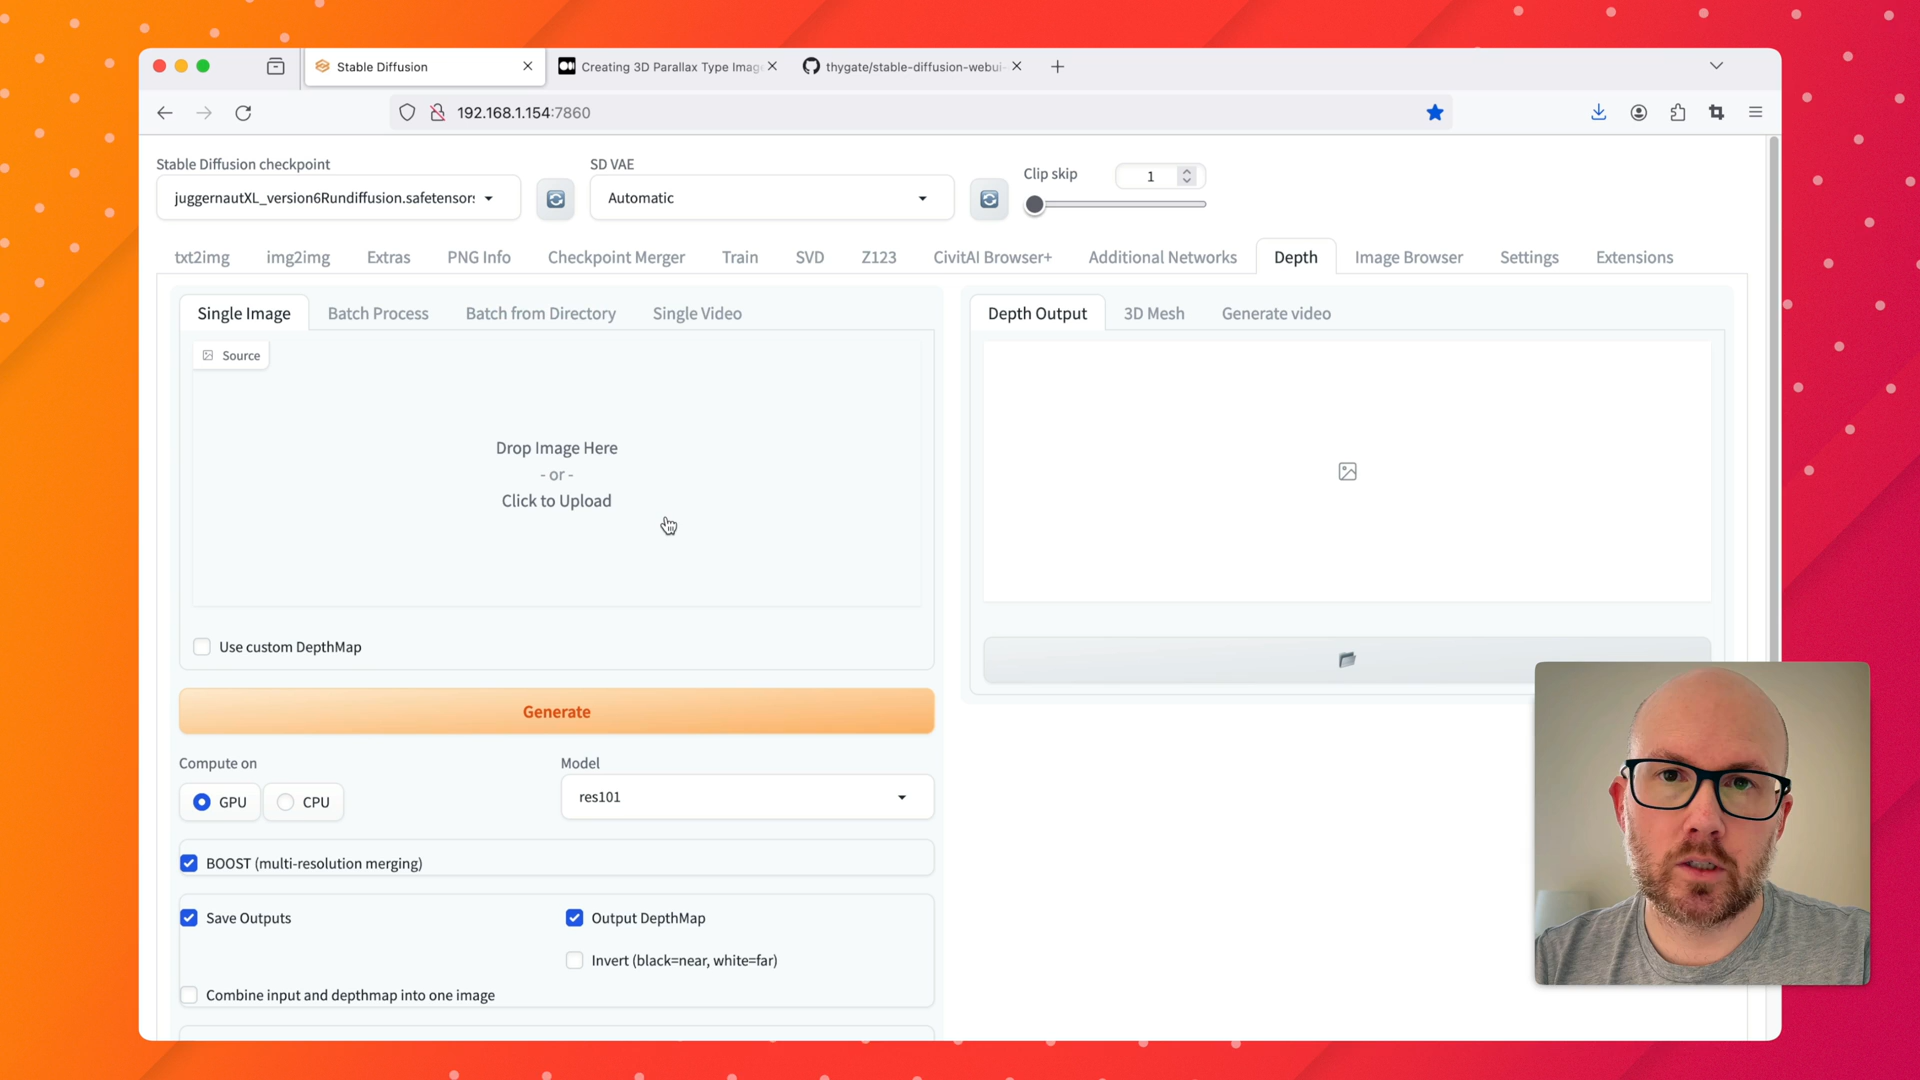 Stable Diffusion
Creating 3D Parallax Type Imag
thygate/stable-diffusion-webui-
192.168.1.154:7860
Stable Diffusion checkpoint
SD VAE
Clip skip
1
juggernautXL_version6Rundiffusion.safetensors
Automatic
txt2img
img2img
Extras
PNG Info
Checkpoint Merger
Train
SVD
Z123
CivitAI Browser+
Additional Networks
Depth
Image Browser
Settings
Extensions
Single Image
Batch Process
Batch from Directory
Single Video
Depth Output
3D Mesh
Generate video
Source
Drop Image Here
- or -
Click to Upload
Use custom DepthMap
Generate
Compute on
Model
GPU
CPU
res101
BOOST (multi-resolution merging)
Save Outputs
Output DepthMap
Invert (black=near, white=far)
Combine input and depthmap into one image